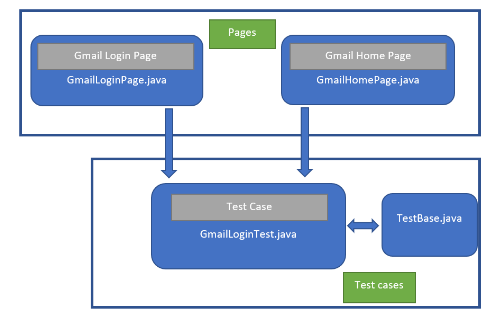 Pages
Gmail Login Page
GmailLoginPage.java
Gmail Home Page
GmailHomePage.java
Test Case
GmailLoginTest.java
TestBase.java
Test cases